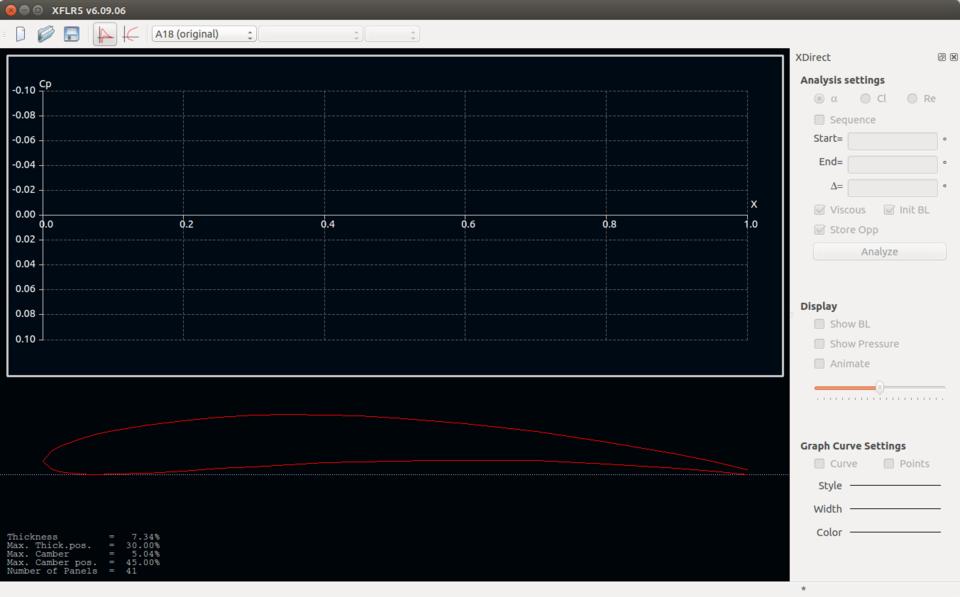 XFLR5 v6.09.06
A18 (original)
Cp
-0.10
-0.08
-0.06
-0.04
-0.02
0.00
0.02
0.04
0.06
0.08
0.10
X
0.0 0.2 0.4 0.6 0.8 1.0
Thickness = 7.34%
Max. Thick.pos. = 30.00%
Max. Camber = 5.04%
Max. Camber pos. = 45.00%
Number of Panels = 41
XDirect
Analysis settings
α Cl Re
Sequence
Start= °
End= °
Δ= °
Viscous Init BL
Store Opp
Analyze
Display
Show BL
Show Pressure
Animate
Graph Curve Settings
Curve Points
Style
Width
Color
*